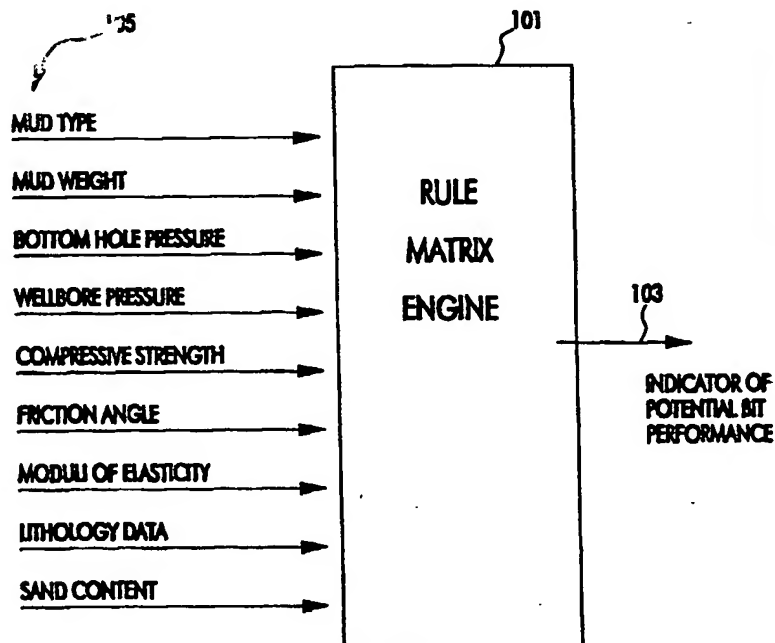 101
MUD TYPE
MUD WEIGHT
BOTTOM HOLE PRESSURE
WELLBORE PRESSURE
COMPRESSIVE STRENGTH
FRICTION ANGLE
MODULI OF ELASTICITY
LITHOLOGY DATA
SAND CONTENT
RULE
MATRIX
ENGINE
103
INDICATOR OF
POTENTIAL BIT
PERFORMANCE